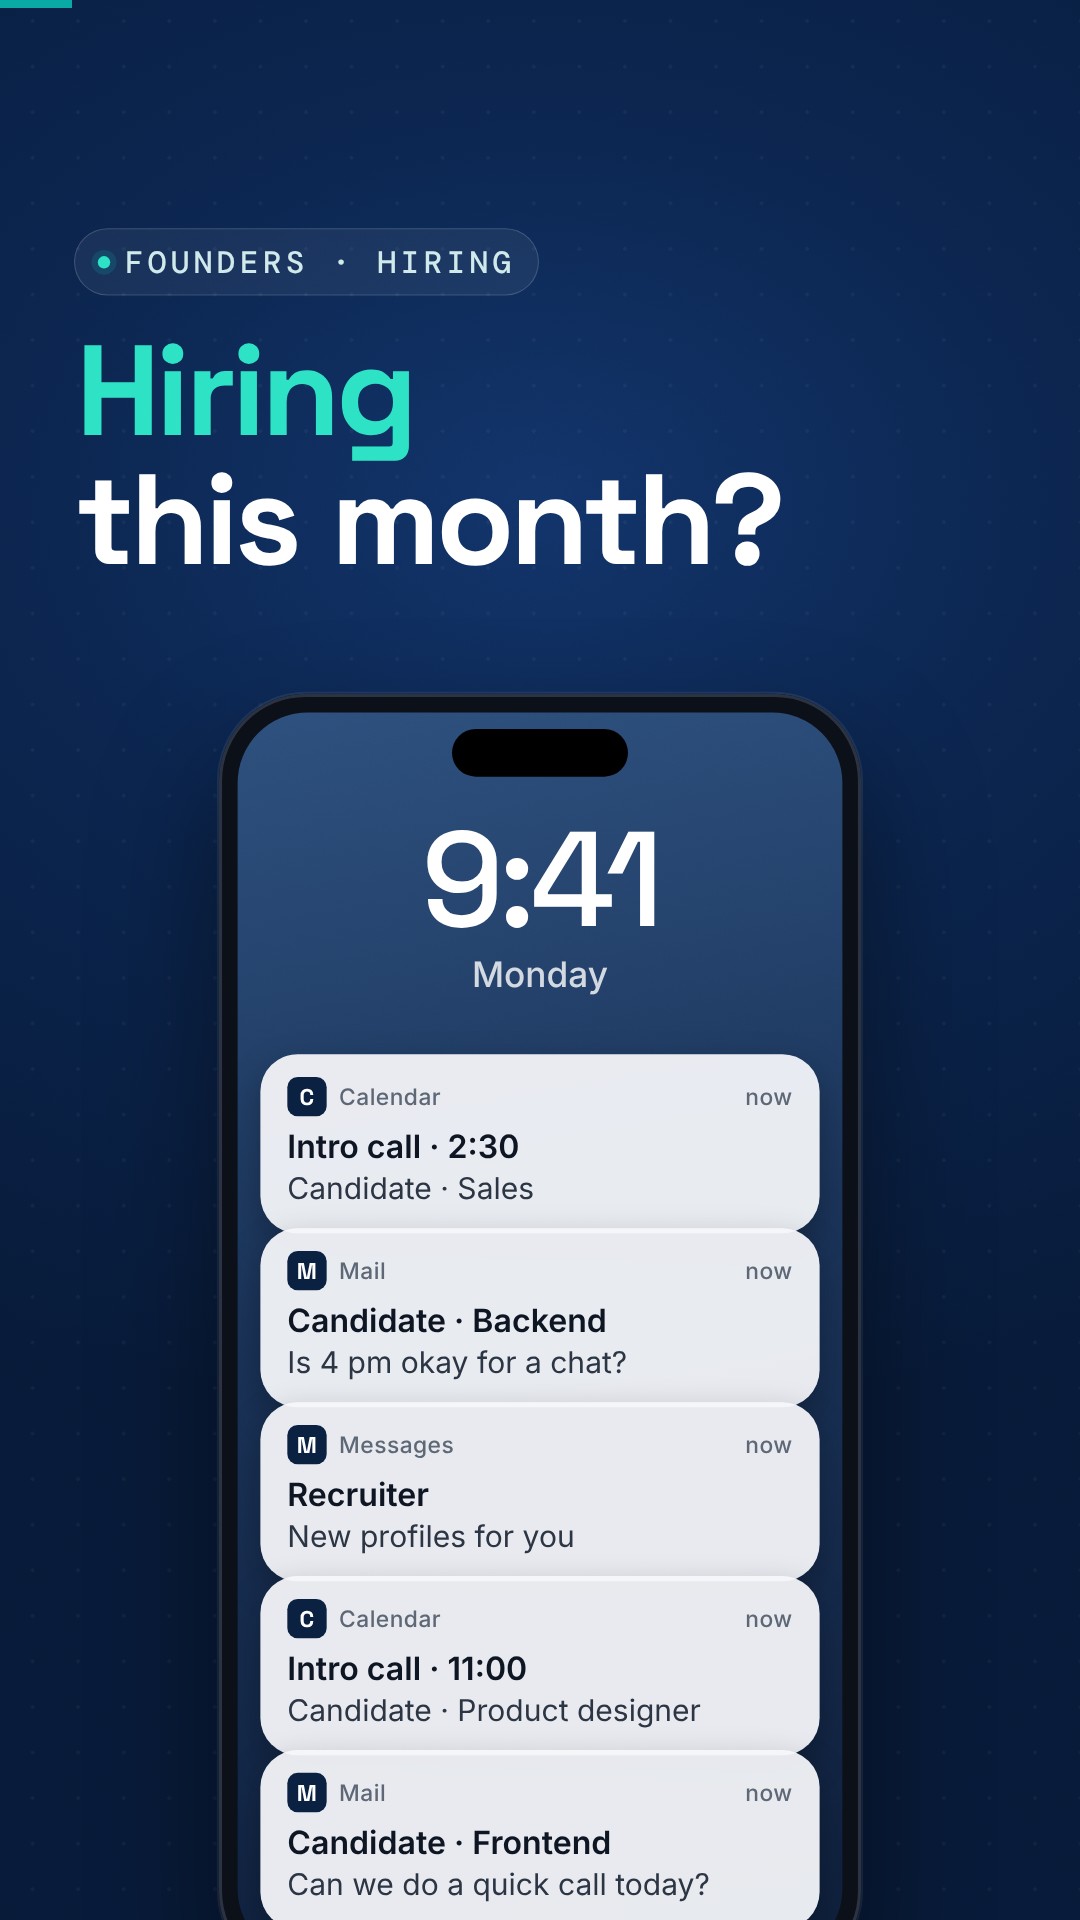 FOUNDERS · HIRING
Hiring
this month?
9:41
Monday
C Calendar now
Intro call · 2:30
Candidate · Sales
M Mail now
Candidate · Backend
Is 4 pm okay for a chat?
M Messages now
Recruiter
New profiles for you
C Calendar now
Intro call · 11:00
Candidate · Product designer
M Mail now
Candidate · Frontend
Can we do a quick call today?